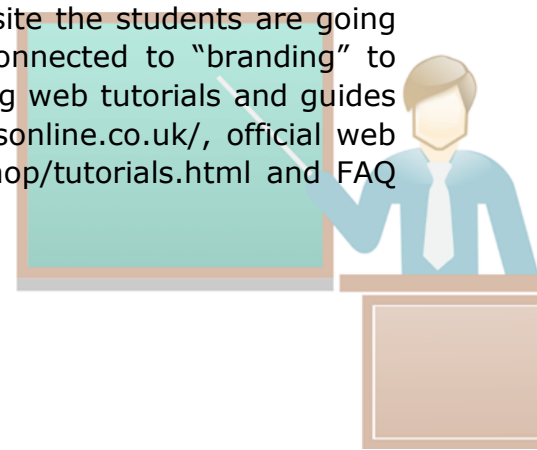 site the students are going
onnected to “branding” to
g web tutorials and guides
sonline.co.uk/, official web
op/tutorials.html and FAQ